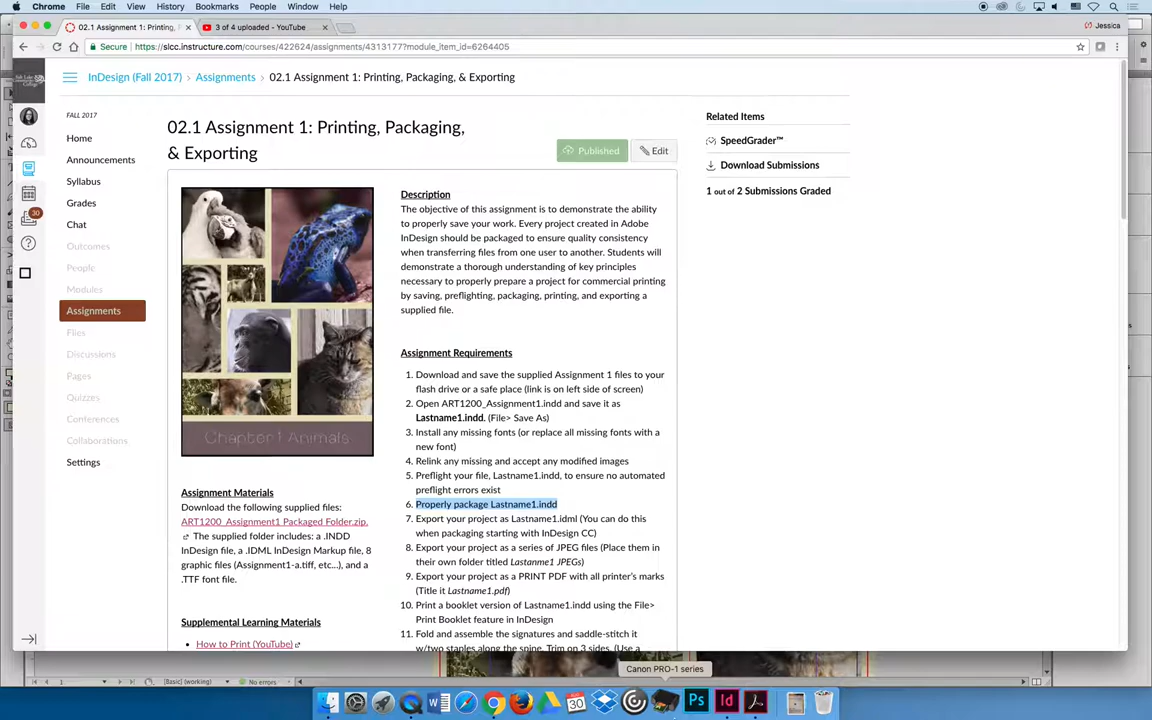 Chrome File Edit View History Bookmarks People Window Help
02.1 Assignment 1: Printing, P
3 of 4 uploaded - YouTube
Jessica
Secure https://slcc.instructure.com/courses/422624/assignments/4313177?module_item_id=6264405
InDesign (Fall 2017) > Assignments > 02.1 Assignment 1: Printing, Packaging, & Exporting
FALL 2017
Home
Announcements
Syllabus
Grades
Chat
Outcomes
People
Modules
Assignments
Files
Discussions
Pages
Quizzes
Conferences
Collaborations
Settings
30
02.1 Assignment 1: Printing, Packaging,
& Exporting
Published
Edit
Chapter 1 Animals
Assignment Materials
Download the following supplied files:
ART1200_Assignment1 Packaged Folder.zip.
The supplied folder includes: a .INDD
InDesign file, a .IDML InDesign Markup file, 8
graphic files (Assignment1-a.tiff, etc...), and a
.TTF font file.
Supplemental Learning Materials
• How to Print (YouTube)
Description
The objective of this assignment is to demonstrate the ability
to properly save your work. Every project created in Adobe
InDesign should be packaged to ensure quality consistency
when transferring files from one user to another. Students will
demonstrate a thorough understanding of key principles
necessary to properly prepare a project for commercial printing
by saving, preflighting, packaging, printing, and exporting a
supplied file.
Assignment Requirements
1. Download and save the supplied Assignment 1 files to your
flash drive or a safe place (link is on left side of screen)
2. Open ART1200_Assignment1.indd and save it as
Lastname1.indd. (File> Save As)
3. Install any missing fonts (or replace all missing fonts with a
new font)
4. Relink any missing and accept any modified images
5. Preflight your file, Lastname1.indd, to ensure no automated
preflight errors exist
6. Properly package Lastname1.indd
7. Export your project as Lastname1.idml (You can do this
when packaging starting with InDesign CC)
8. Export your project as a series of JPEG files (Place them in
their own folder titled Lastanme1 JPEGs)
9. Export your project as a PRINT PDF with all printer's marks
(Title it Lastname1.pdf)
10. Print a booklet version of Lastname1.indd using the File>
Print Booklet feature in InDesign
11. Fold and assemble the signatures and saddle-stitch it
w/two staples along the spine. Trim on 3 sides. (Use a
Related Items
SpeedGrader™
Download Submissions
1 out of 2 Submissions Graded
Canon PRO-1 series
1
[Basic] (working)
No errors
30
Ps
Id